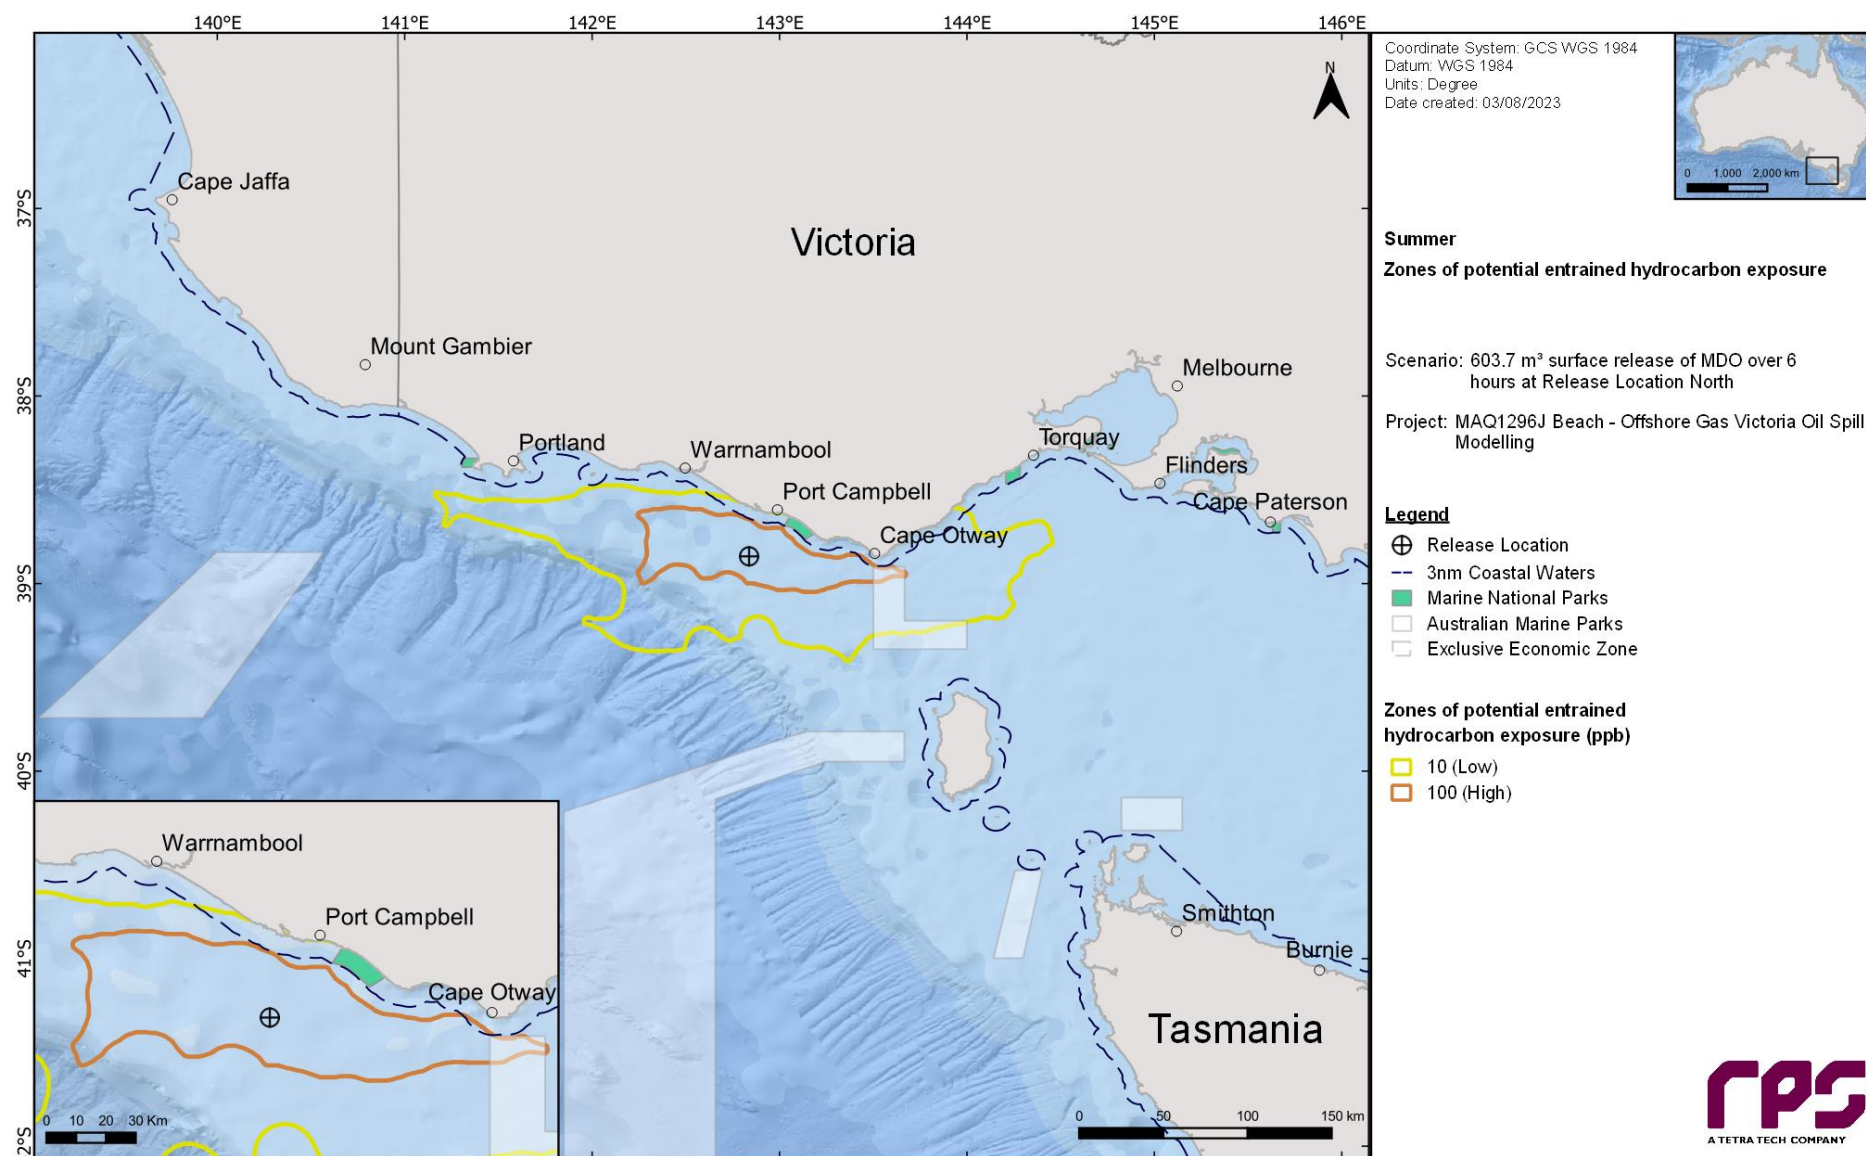 140°E 141°E 142°E 143°E 144°E 145°E 146°E
37°S
38°S
39°S
40°S
41°S
N
Cape Jaffa
Victoria
Mount Gambier
Melbourne
Portland
Warrnambool
Torquay
Flinders
Port Campbell
Cape Paterson
Cape Otway
Smithton
Burnie
Tasmania
0 50 100 150 km
Warrnambool
Port Campbell
Cape Otway
0 10 20 30 Km
Coordinate System: GCS WGS 1984
Datum: WGS 1984
Units: Degree
Date created: 03/08/2023
0 1,000 2,000 km
Summer
Zones of potential entrained hydrocarbon exposure
Scenario: 603.7 m³ surface release of MDO over 6
hours at Release Location North
Project: MAQ1296J Beach - Offshore Gas Victoria Oil Spill
Modelling
Legend
Release Location
3nm Coastal Waters
Marine National Parks
Australian Marine Parks
Exclusive Economic Zone
Zones of potential entrained
hydrocarbon exposure (ppb)
10 (Low)
100 (High)
rps
A TETRA TECH COMPANY